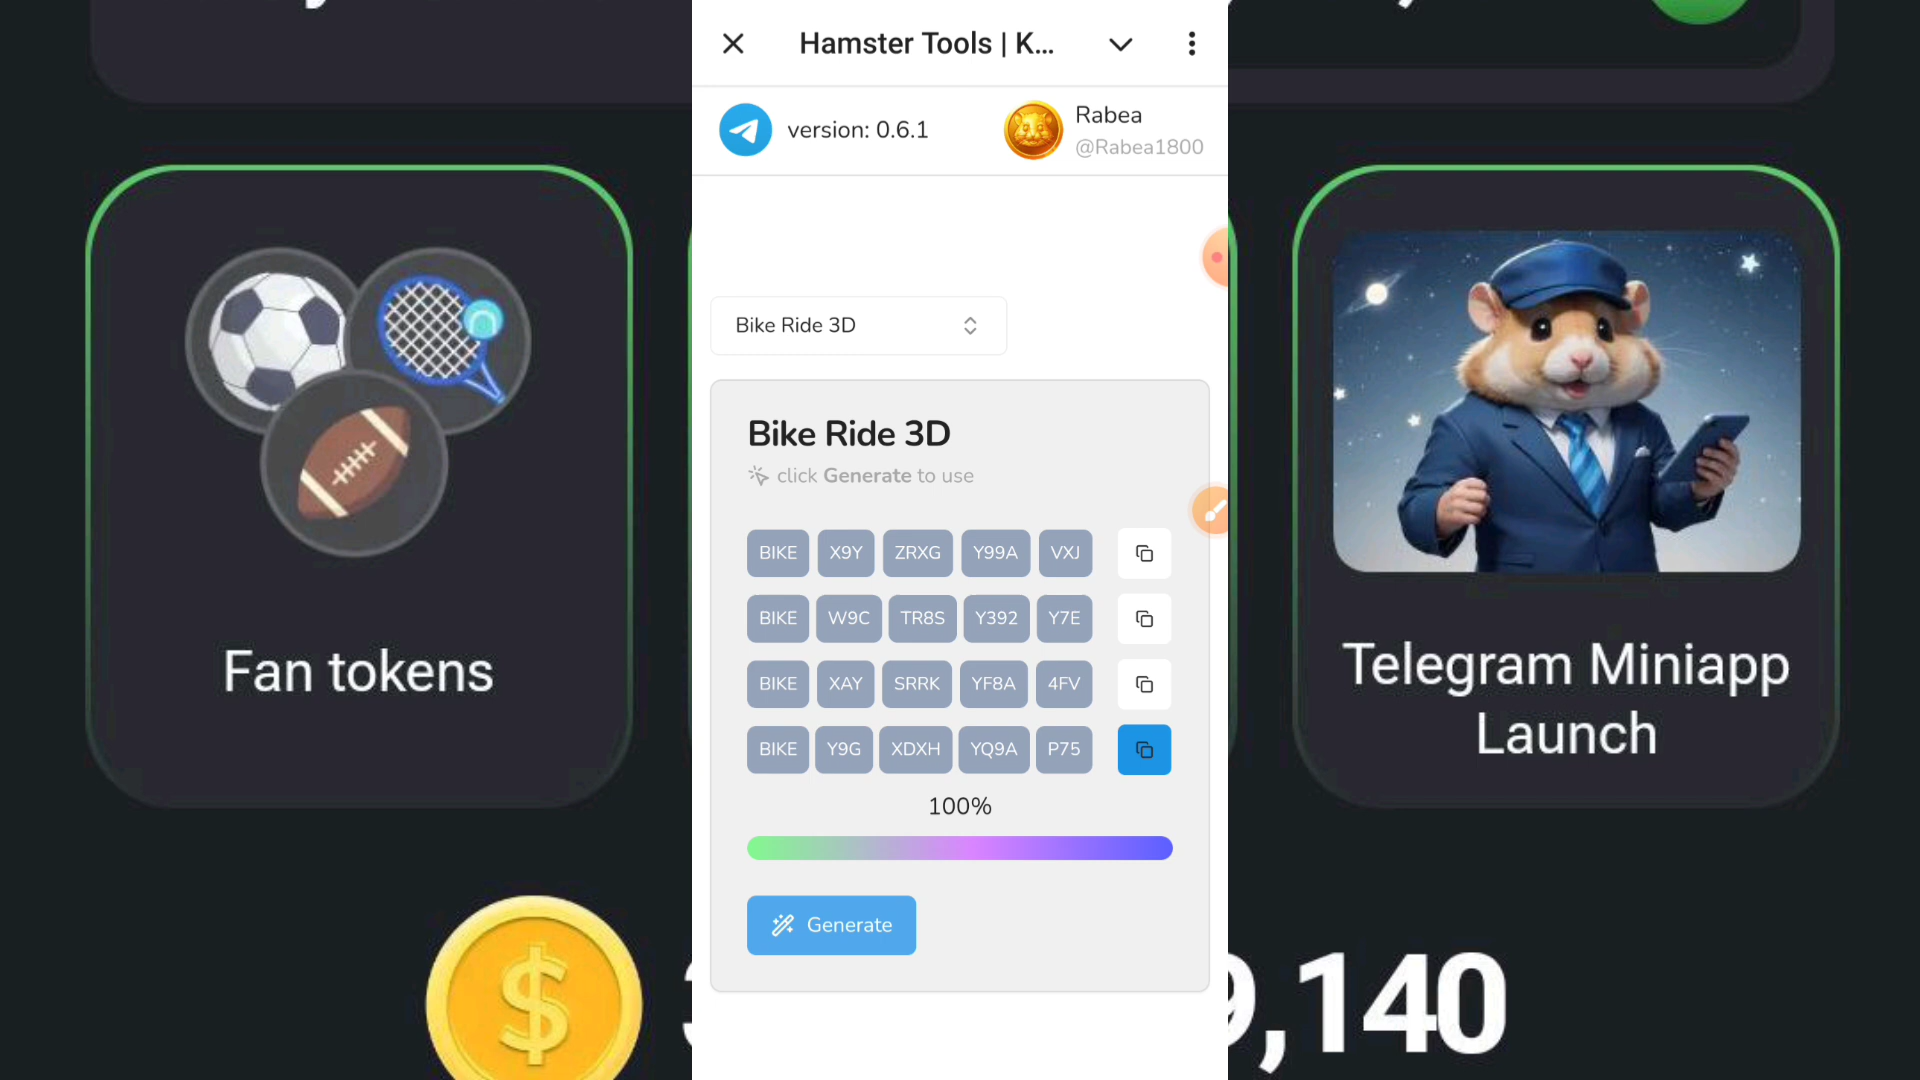 Hamster Tools | K...
version: 0.6.1
Rabea
@Rabea1800
Bike Ride 3D
Bike Ride 3D
click Generate to use
BIKE X9Y ZRXG Y99A VXJ
BIKE W9C TR8S Y392 Y7E
BIKE XAY SRRK YF8A 4FV
BIKE Y9G XDXH YQ9A P75
100%
Generate
Fan tokens
Telegram Miniapp
Launch
$
9,140